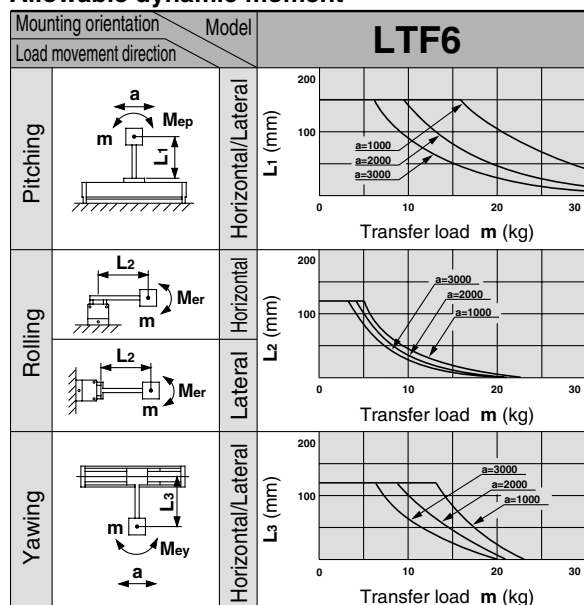 Allowable dynamic moment
Mounting orientation
Model
Load movement direction
LTF6
Pitching
a
Mep
m
L1
Horizontal/Lateral
L1 (mm)
200
100
a=1000
a=2000
a=3000
0 10 20 30
Transfer load m (kg)
Rolling
L2
Mer
m
Horizontal
L2
Mer
m
Lateral
L2 (mm)
200
100
a=3000
a=2000
a=1000
0 10 20 30
Transfer load m (kg)
Yawing
L3
m
Mey
a
Horizontal/Lateral
L3 (mm)
200
100
a=3000
a=2000
a=1000
0 10 20 30
Transfer load m (kg)